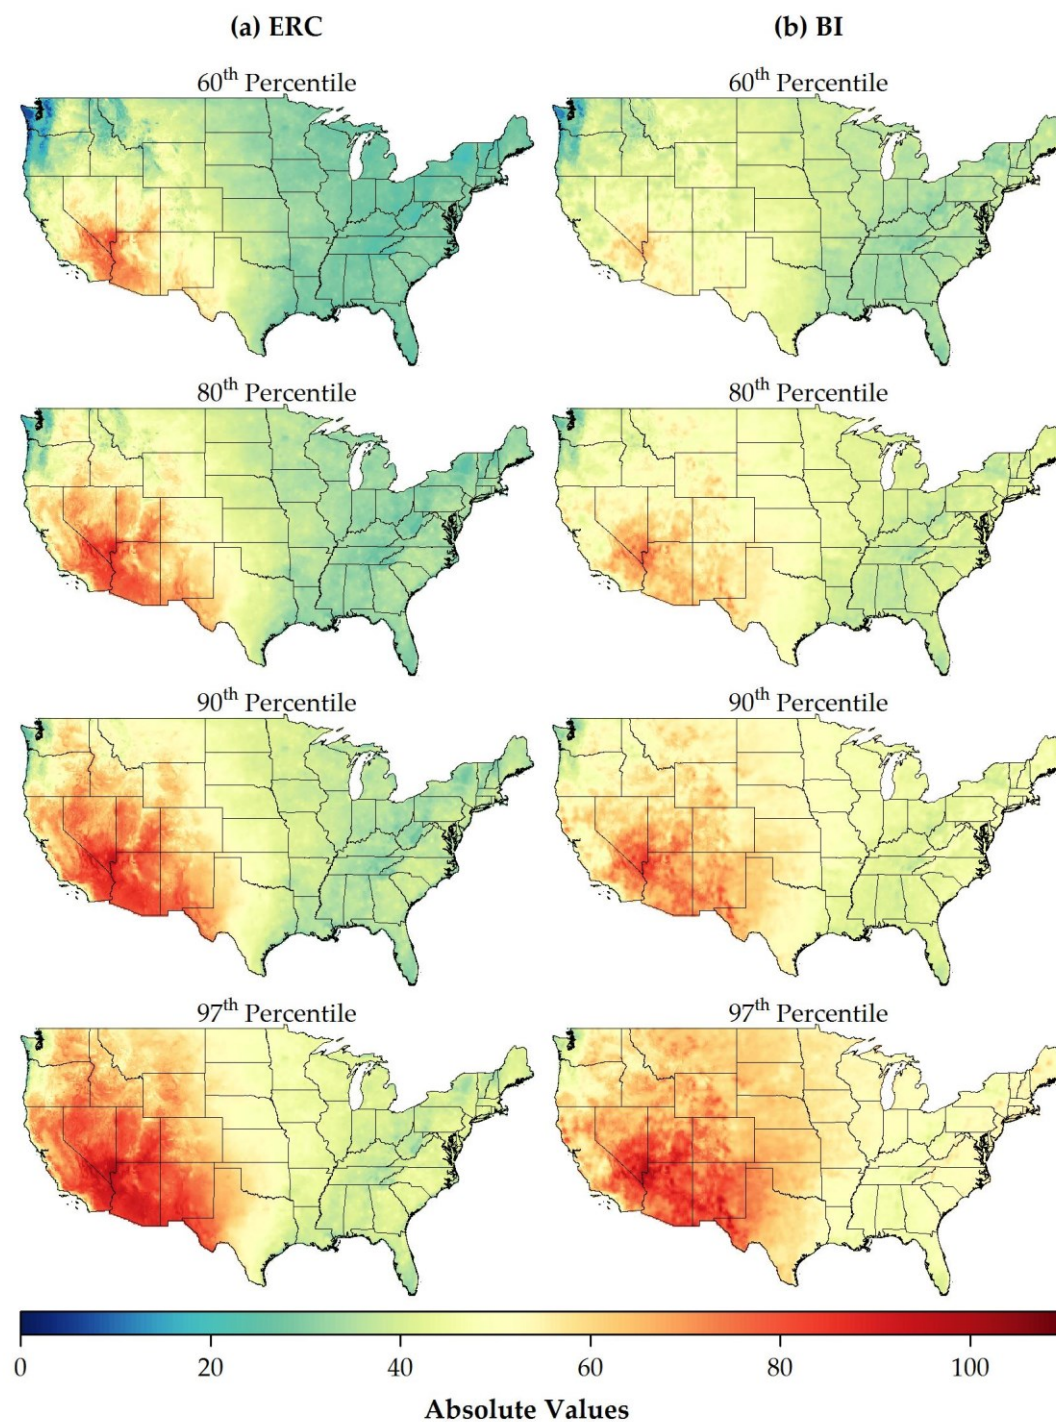 (a) ERC (b) BI
60th Percentile 60th Percentile
80th Percentile 80th Percentile
90th Percentile 90th Percentile
97th Percentile 97th Percentile
0 20 40 60 80 100
Absolute Values